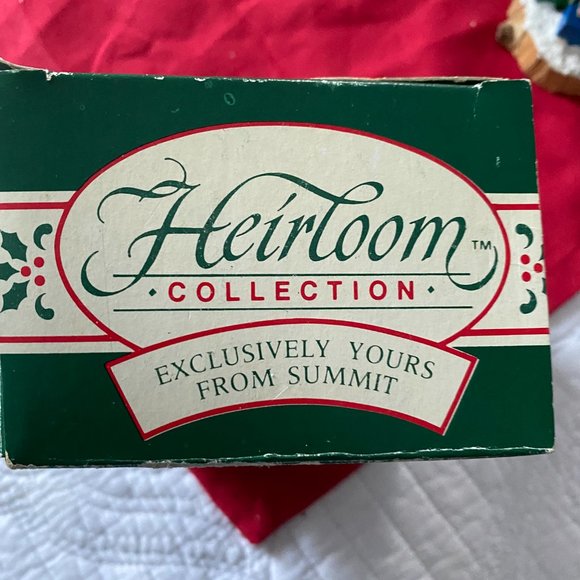 Heirloom™
· COLLECTION ·
EXCLUSIVELY YOURS
FROM SUMMIT